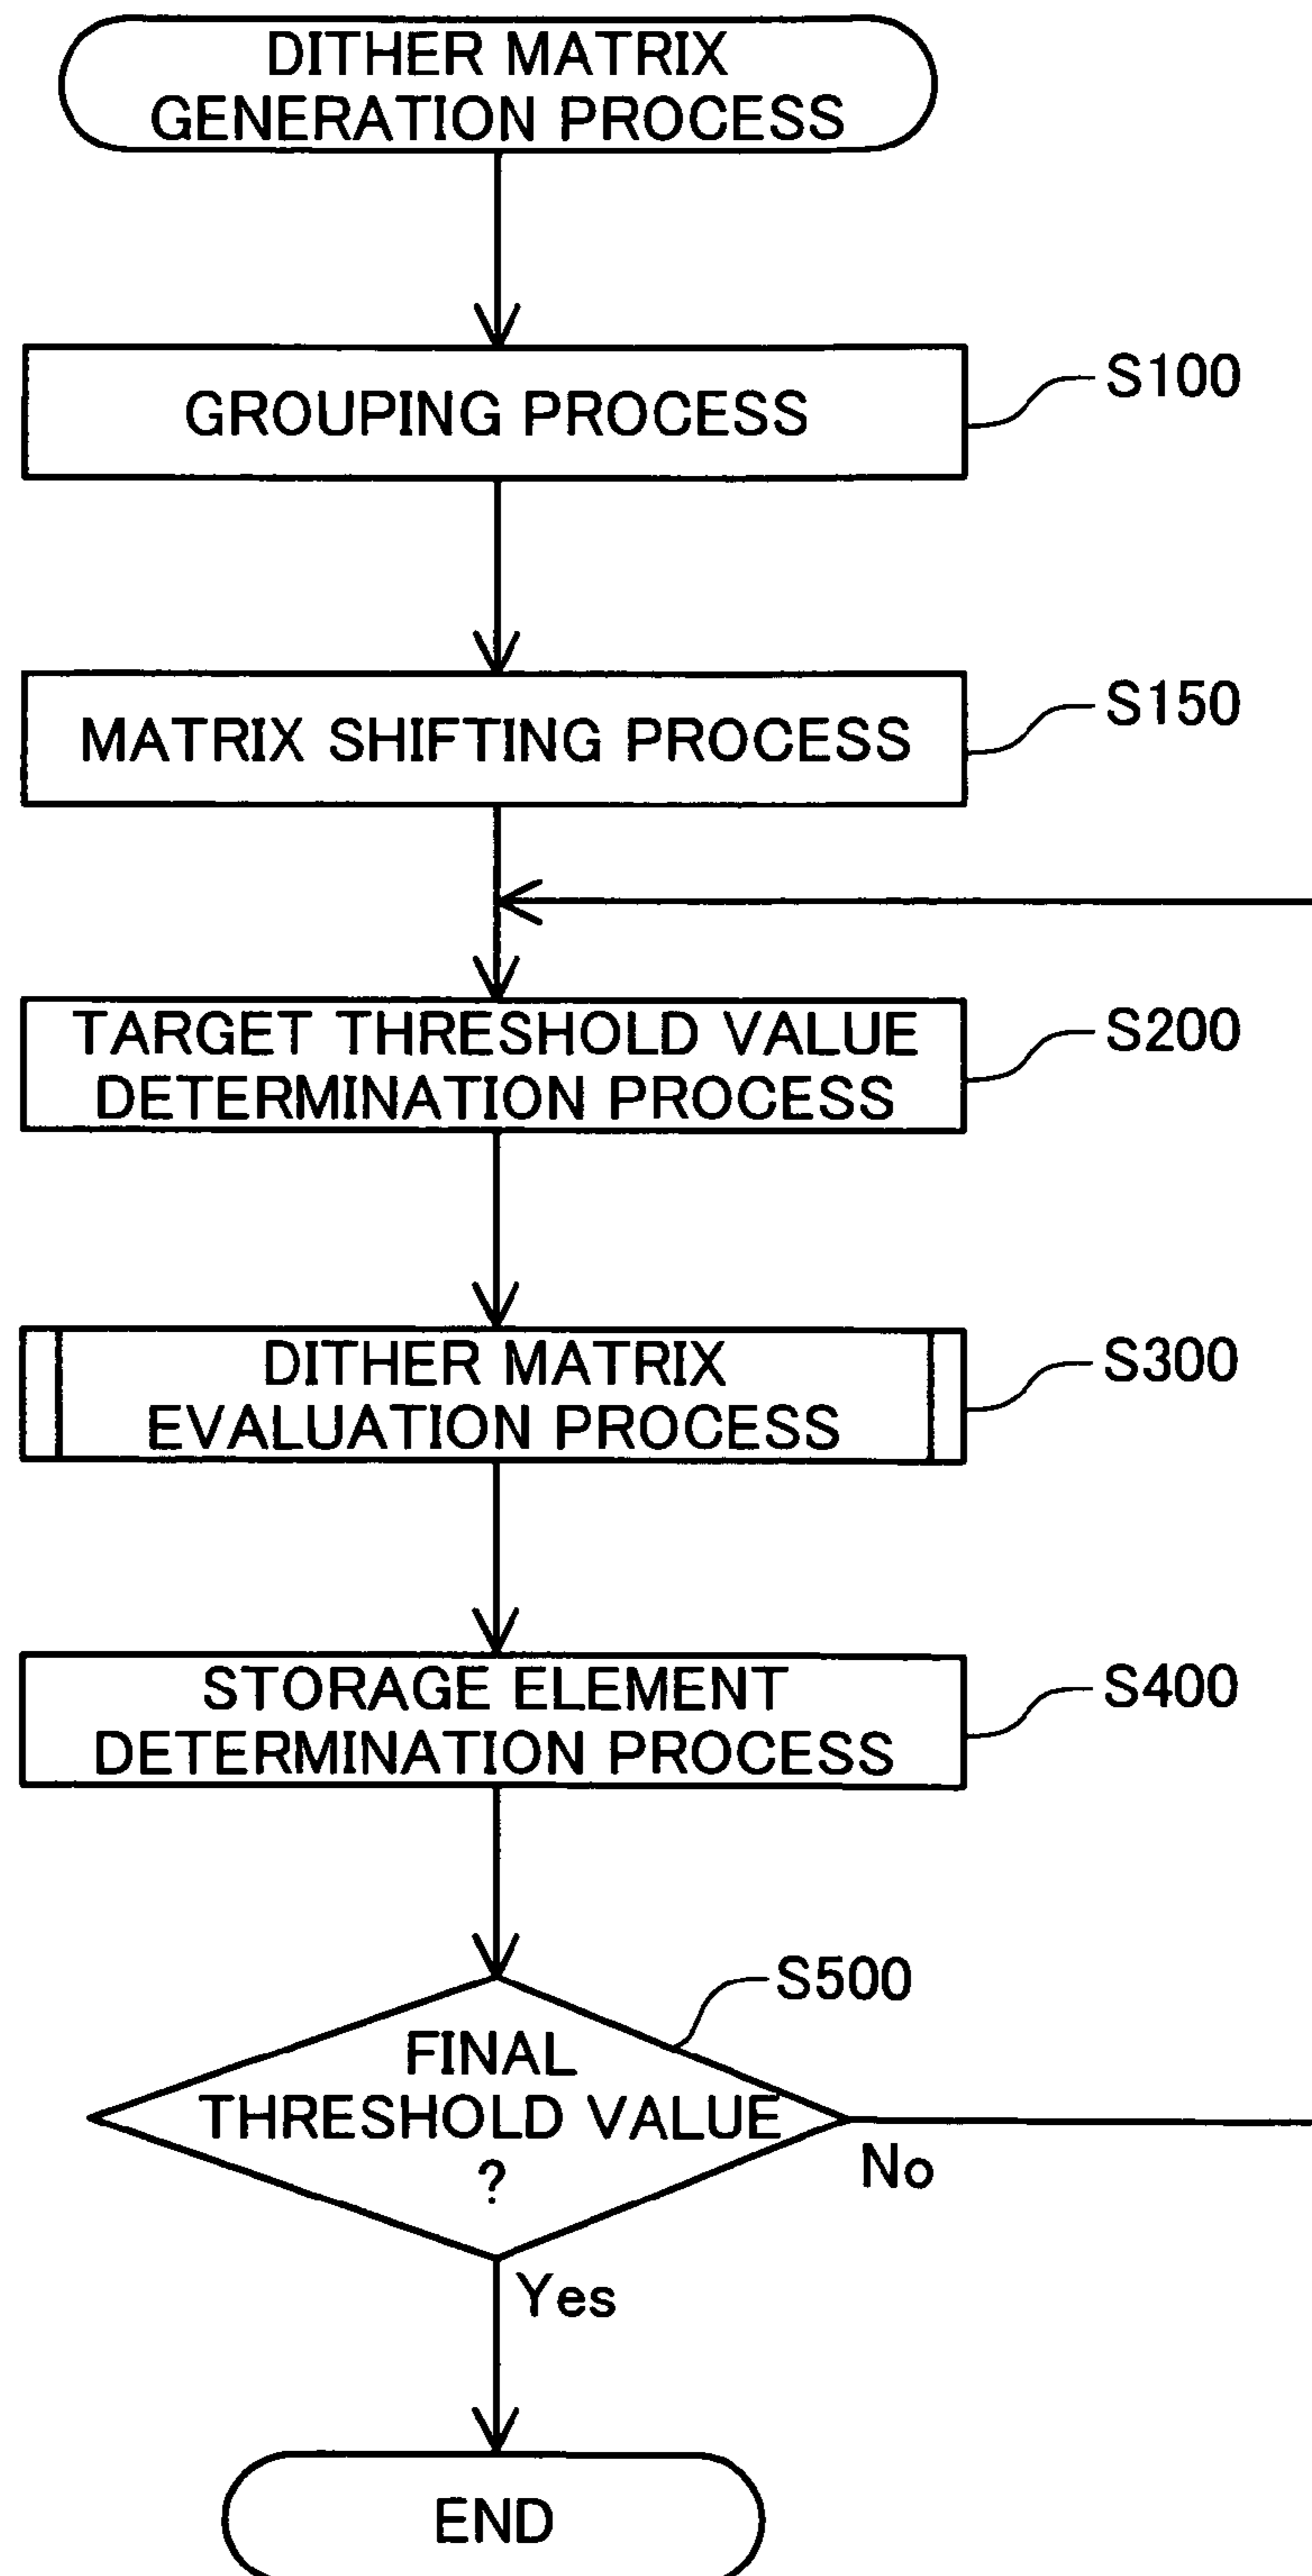 DITHER MATRIX
GENERATION PROCESS
GROUPING PROCESS
S100
MATRIX SHIFTING PROCESS
S150
TARGET THRESHOLD VALUE
DETERMINATION PROCESS
S200
DITHER MATRIX
EVALUATION PROCESS
S300
STORAGE ELEMENT
DETERMINATION PROCESS
S400
S500
FINAL
THRESHOLD VALUE
?
No
Yes
END